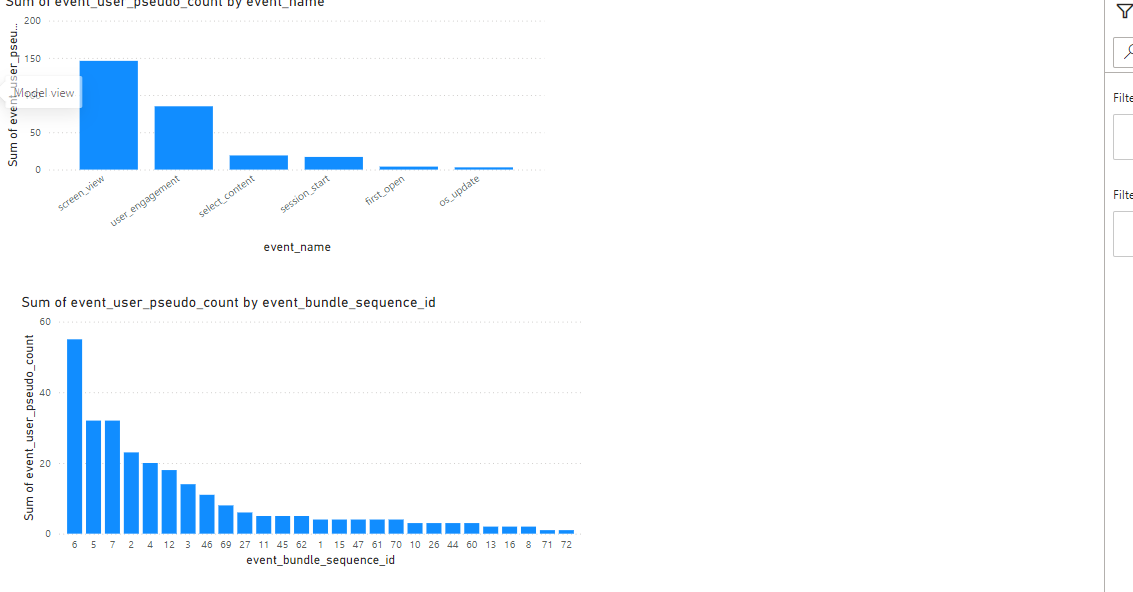 Sum of event_user_pseudo_count by event_name
200
150
100
50
0
Sum of event_user_pseu...
Model view
screen_view
user_engagement
select_content
session_start
first_open
os_update
event_name
Filte
Filte
Sum of event_user_pseudo_count by event_bundle_sequence_id
60
40
20
0
Sum of event_user_pseudo_count
6 5 7 2 4 12 3 46 69 27 11 45 62 1 15 47 61 70 10 26 44 60 13 16 8 71 72
event_bundle_sequence_id